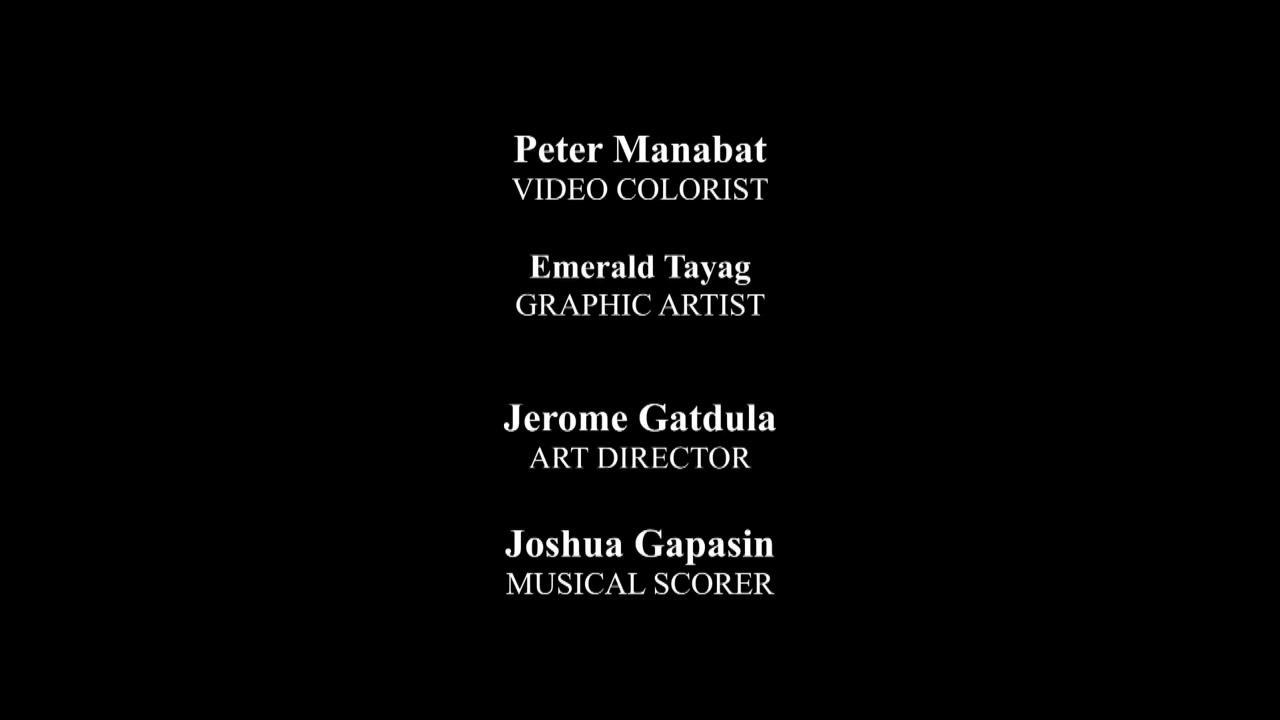 Peter Manabat
VIDEO COLORIST
Emerald Tayag
GRAPHIC ARTIST
Jerome Gatdula
ART DIRECTOR
Joshua Gapasin
MUSICAL SCORER